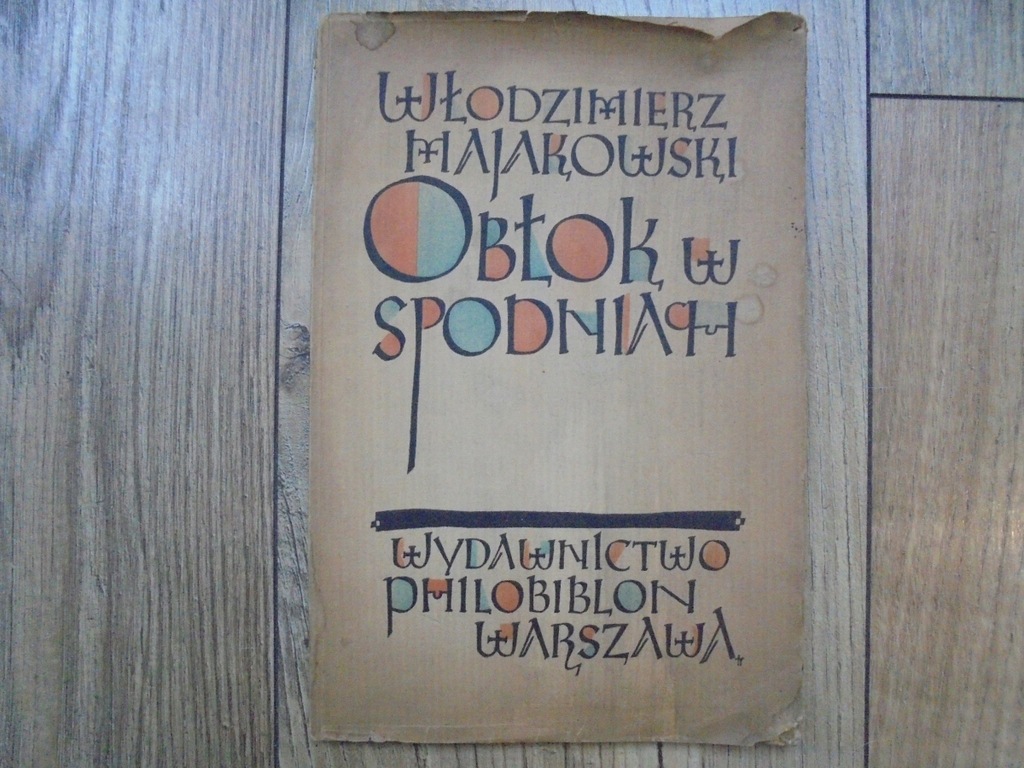 WŁODZIMIERZ
MAJAKOWSKI
OBŁOK W
SPODNIACH
WYDAWNICTWO
PHILOBIBLON
WARSZAWA